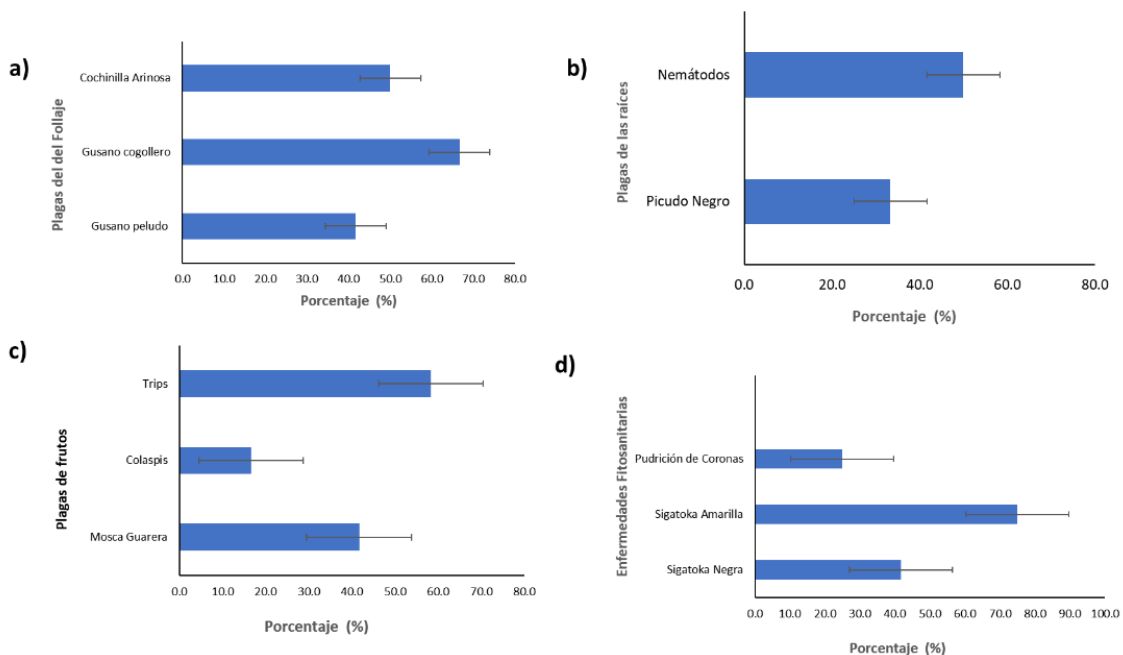 a)
Plagas del del Follaje
Cochinilla Arinosa
Gusano cogollero
Gusano peludo
0.0 10.0 20.0 30.0 40.0 50.0 60.0 70.0 80.0
Porcentaje (%)
b)
Plagas de las raíces
Nemátodos
Picudo Negro
0.0 20.0 40.0 60.0 80.0
Porcentaje (%)
c)
Plagas de frutos
Trips
Colaspis
Mosca Guarera
0.0 10.0 20.0 30.0 40.0 50.0 60.0 70.0 80.0
Porcentaje (%)
d)
Enfermedades Fitosanitarias
Pudrición de Coronas
Sigatoka Amarilla
Sigatoka Negra
0.0 10.0 20.0 30.0 40.0 50.0 60.0 70.0 80.0 90.0 100.0
Porcentaje (%)